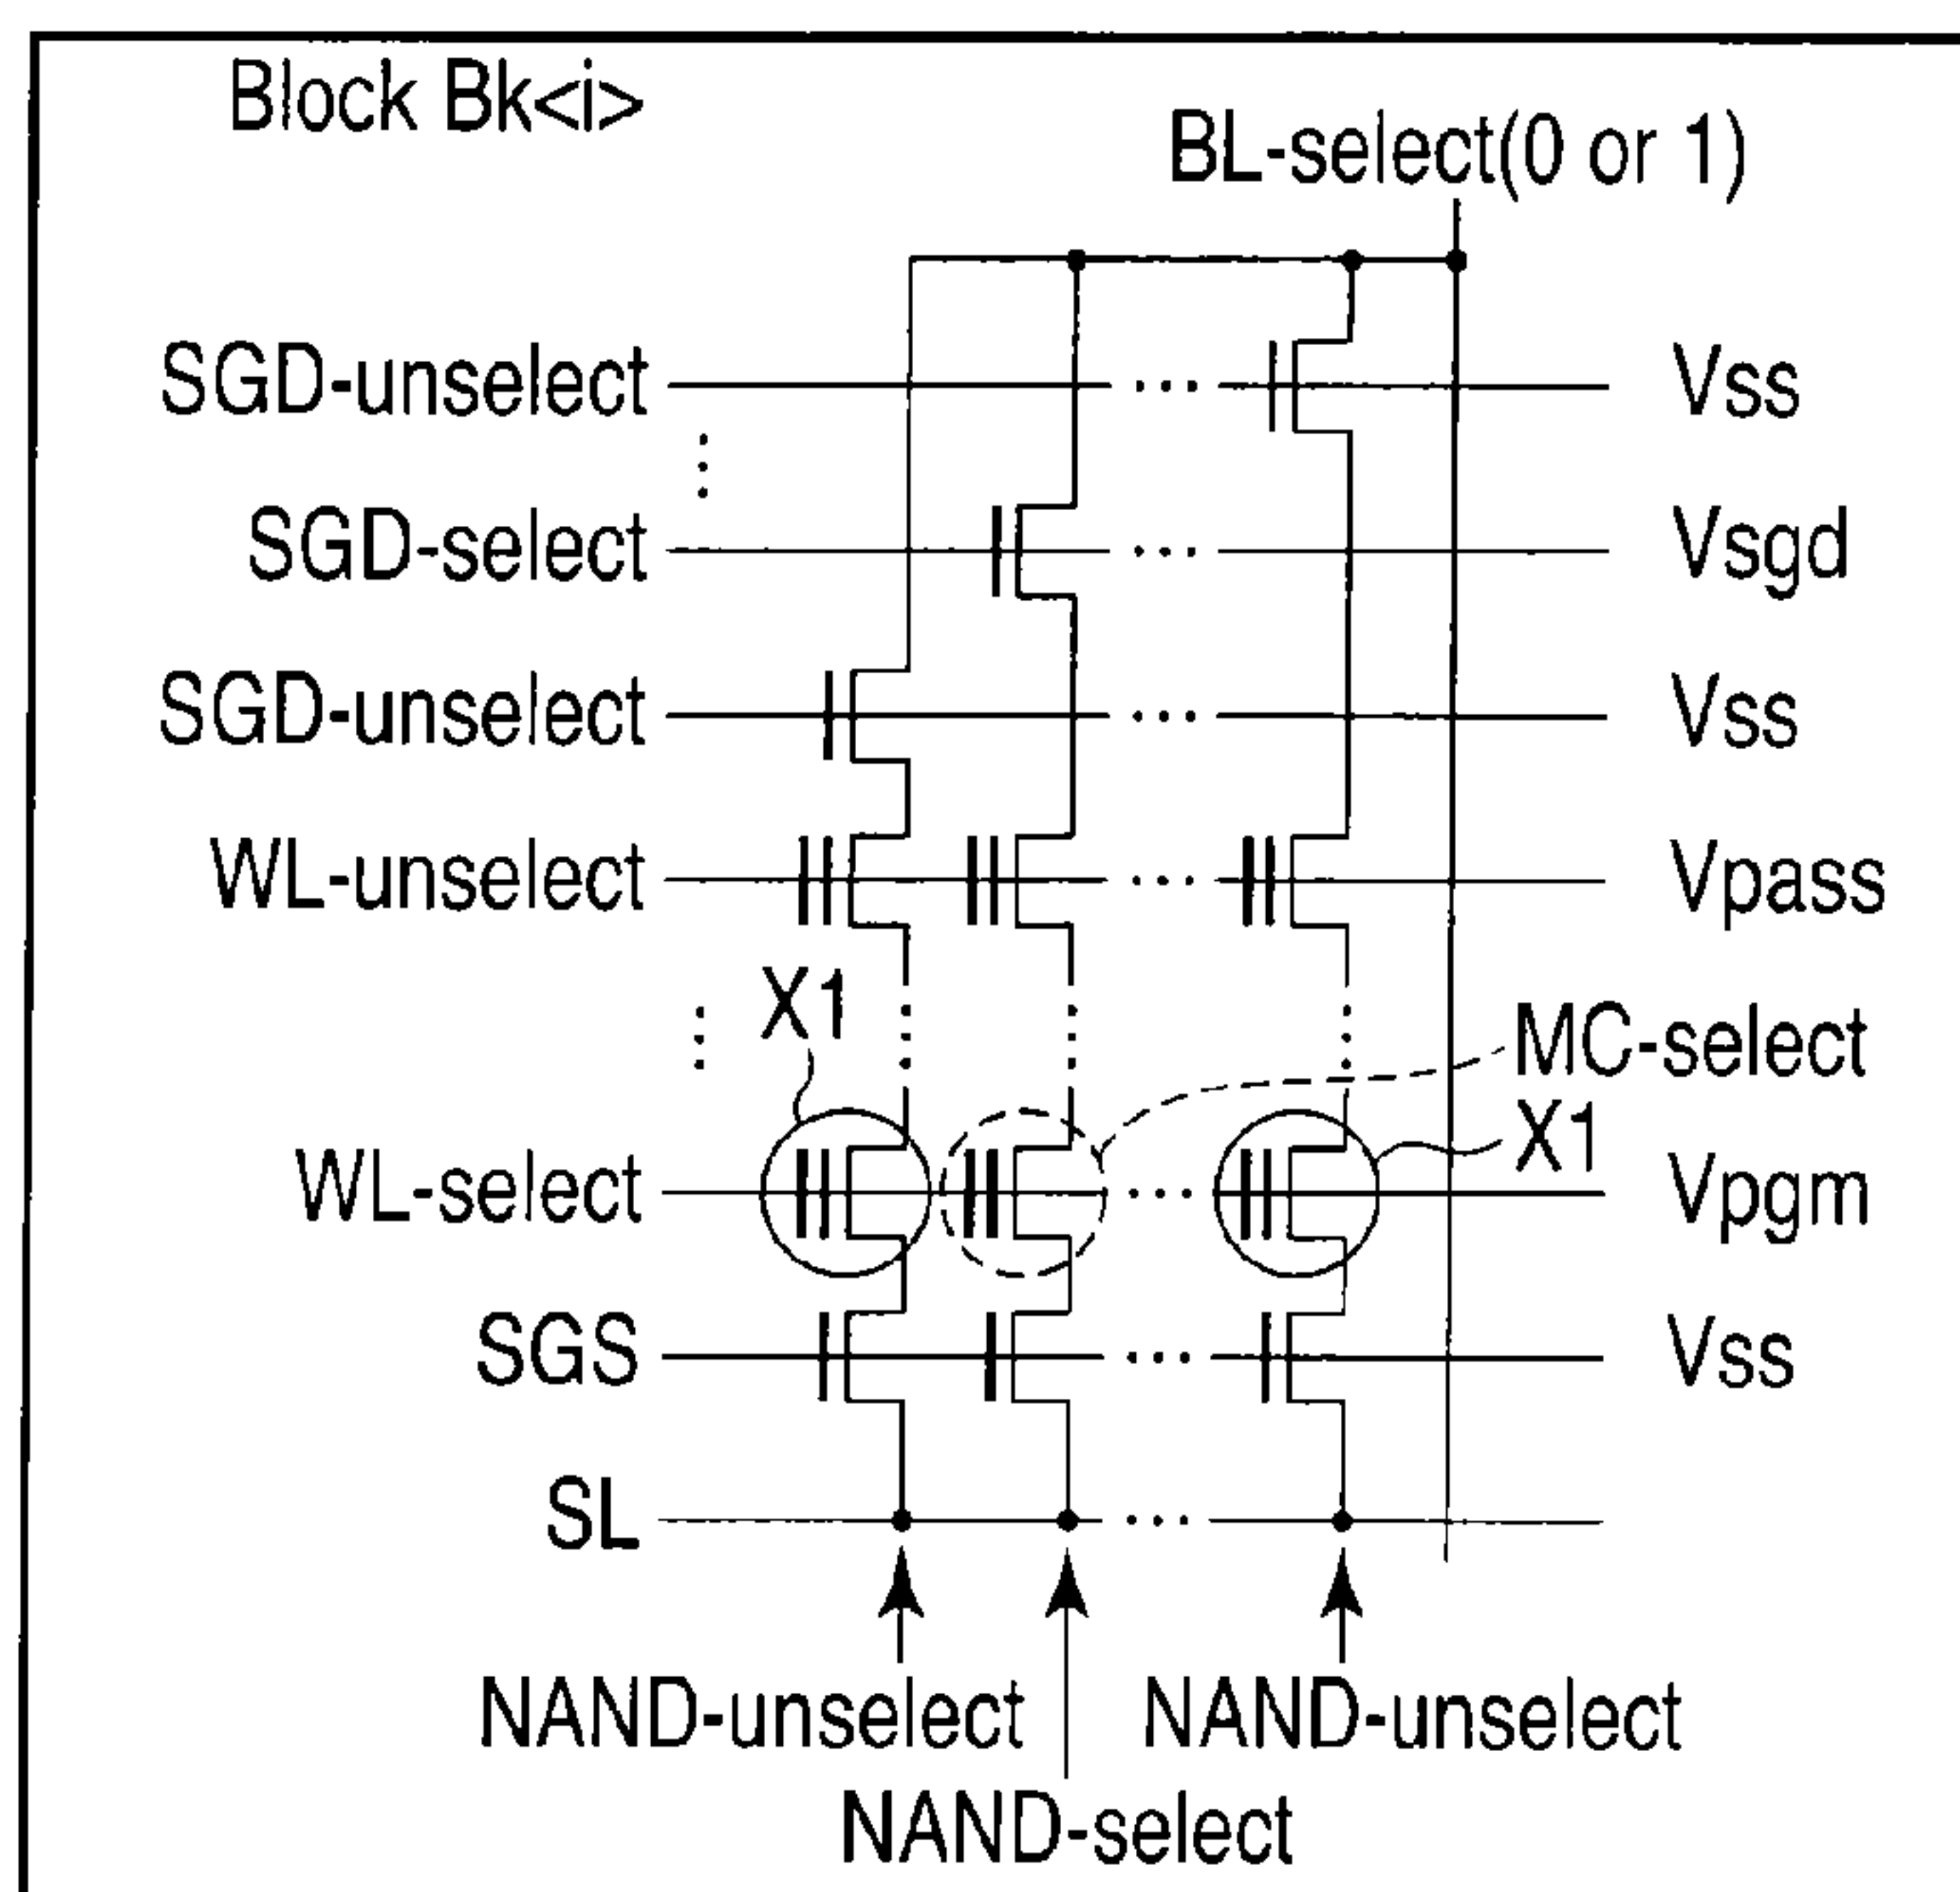 Block Bk<i>
BL-select(0 or 1)
SGD-unselect Vss
SGD-select Vsgd
SGD-unselect Vss
WL-unselect Vpass
X1
MC-select
X1
WL-select Vpgm
SGS Vss
SL
NAND-unselect NAND-unselect
NAND-select